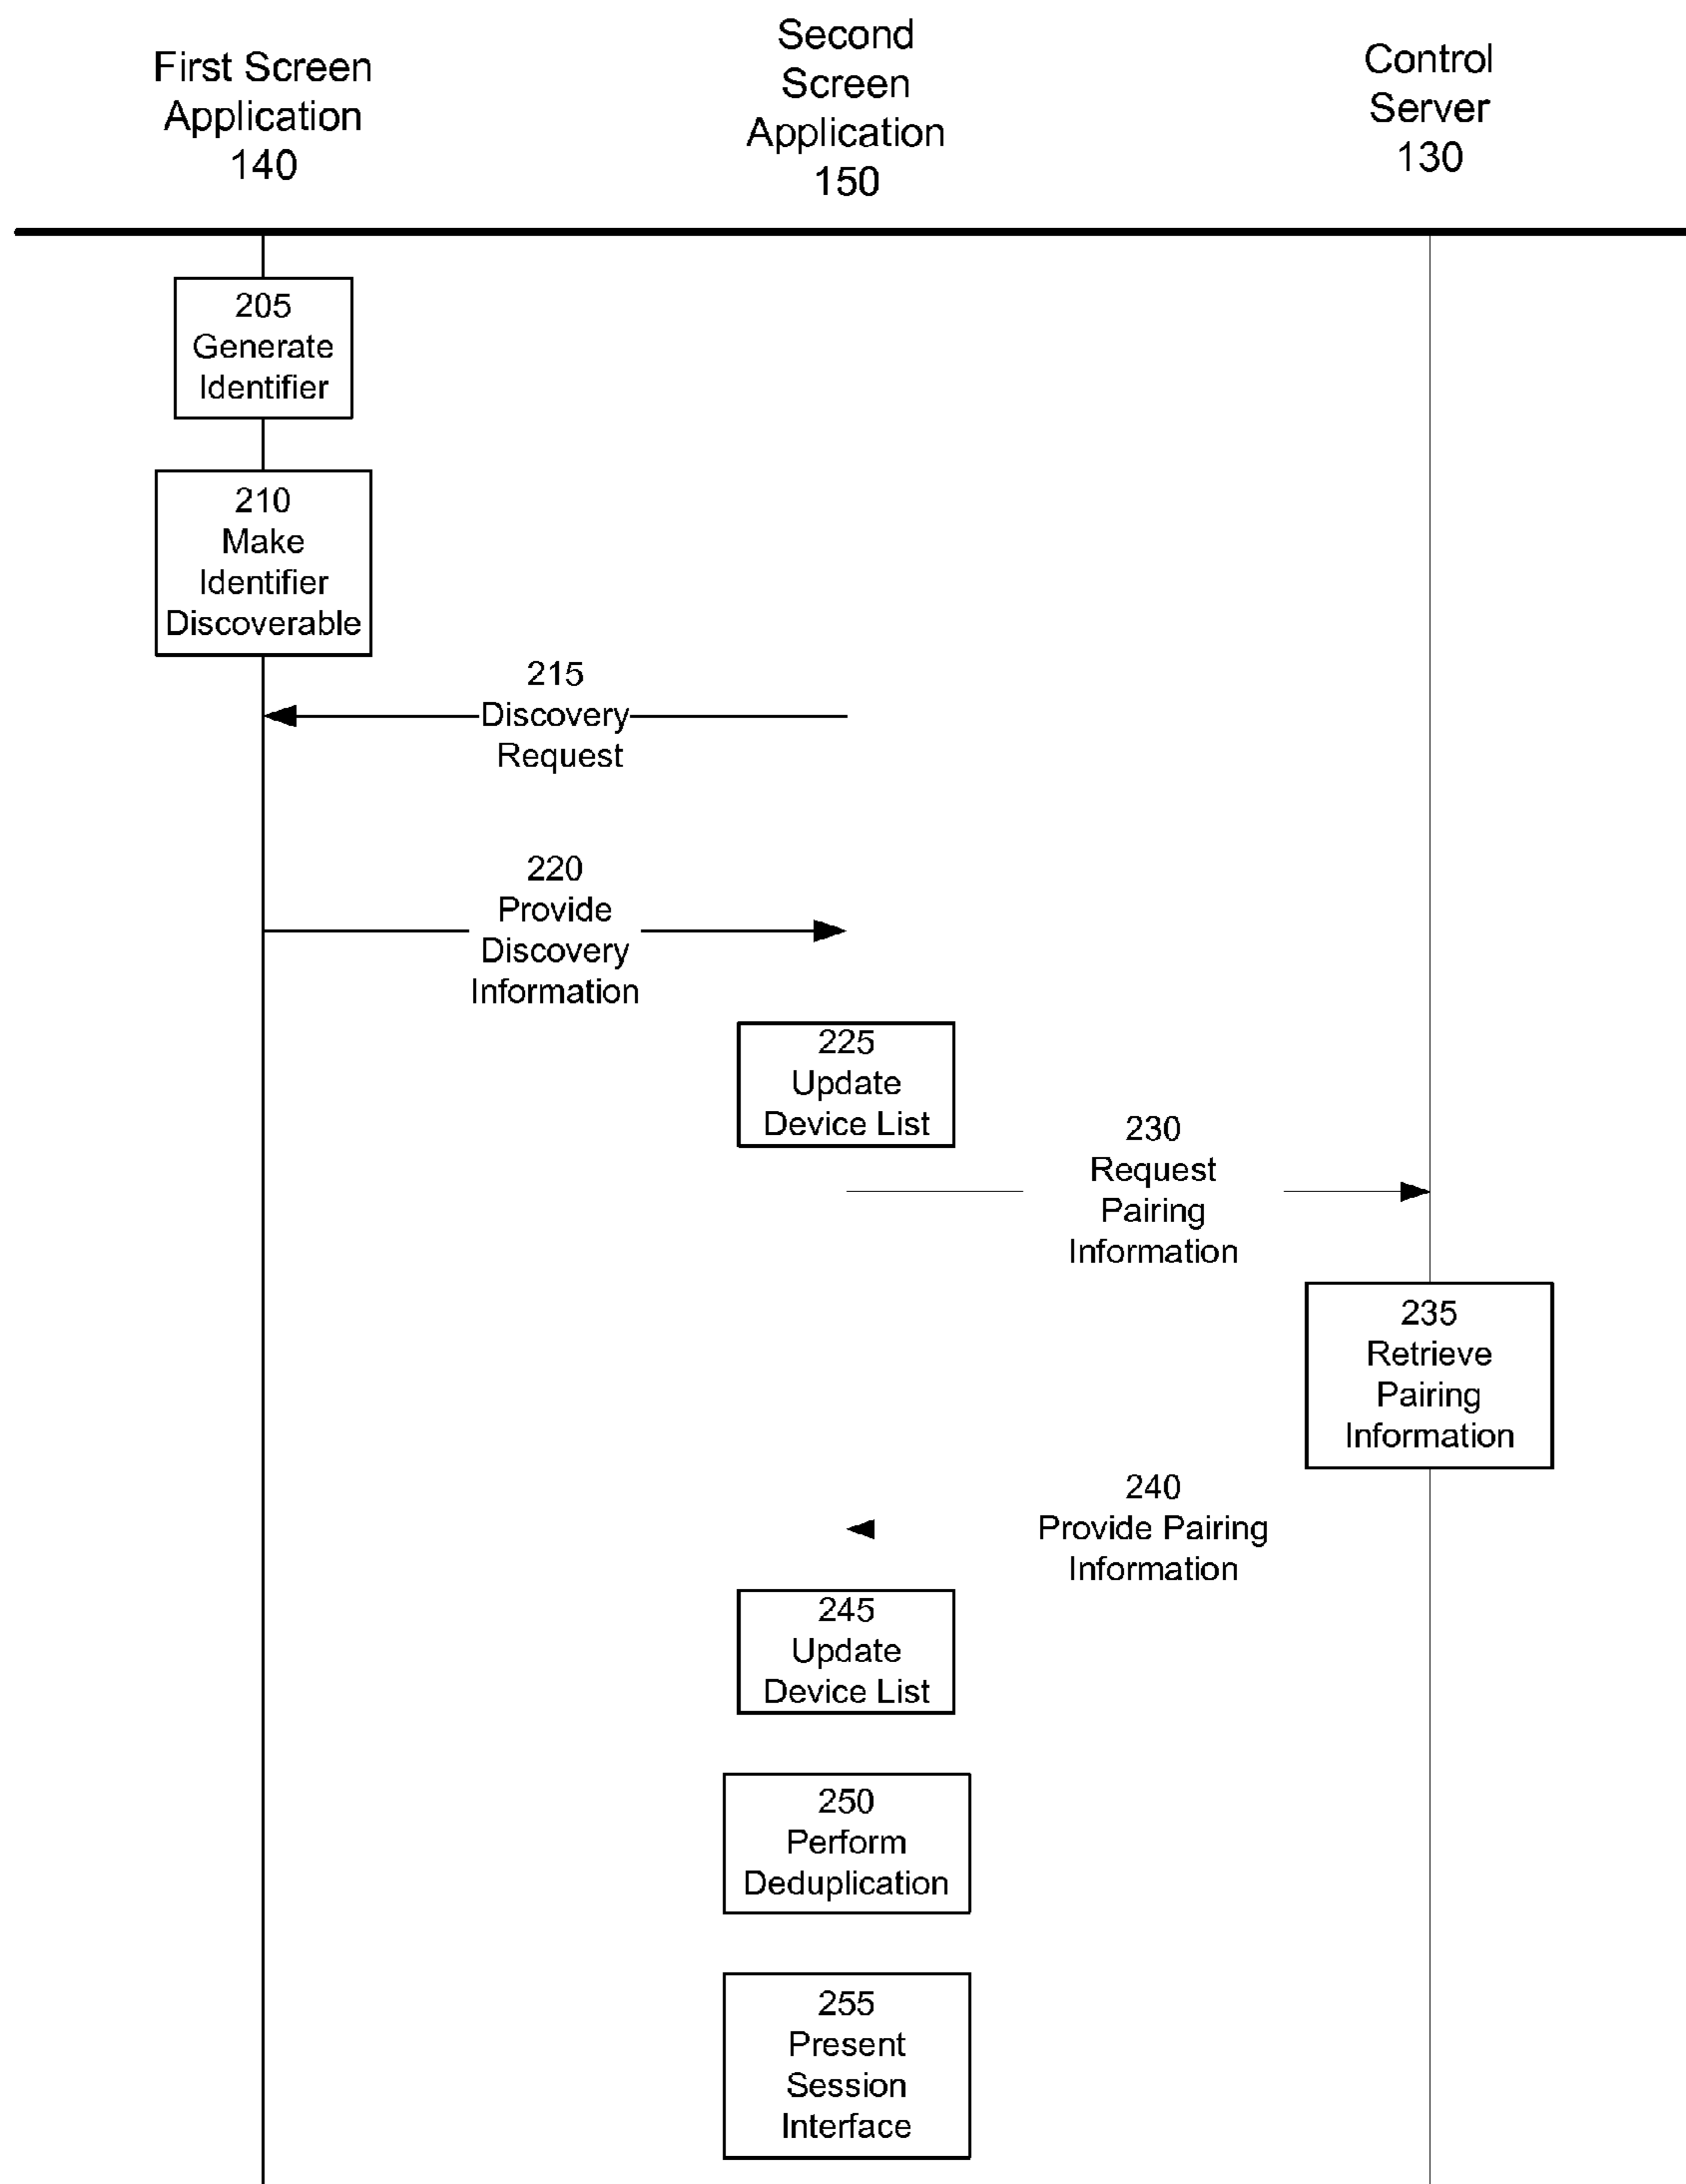 First Screen
Application
140
Second
Screen
Application
150
Control
Server
130
205
Generate
Identifier
210
Make
Identifier
Discoverable
215
Discovery
Request
220
Provide
Discovery
Information
225
Update
Device List
230
Request
Pairing
Information
235
Retrieve
Pairing
Information
240
Provide Pairing
Information
245
Update
Device List
250
Perform
Deduplication
255
Present
Session
Interface